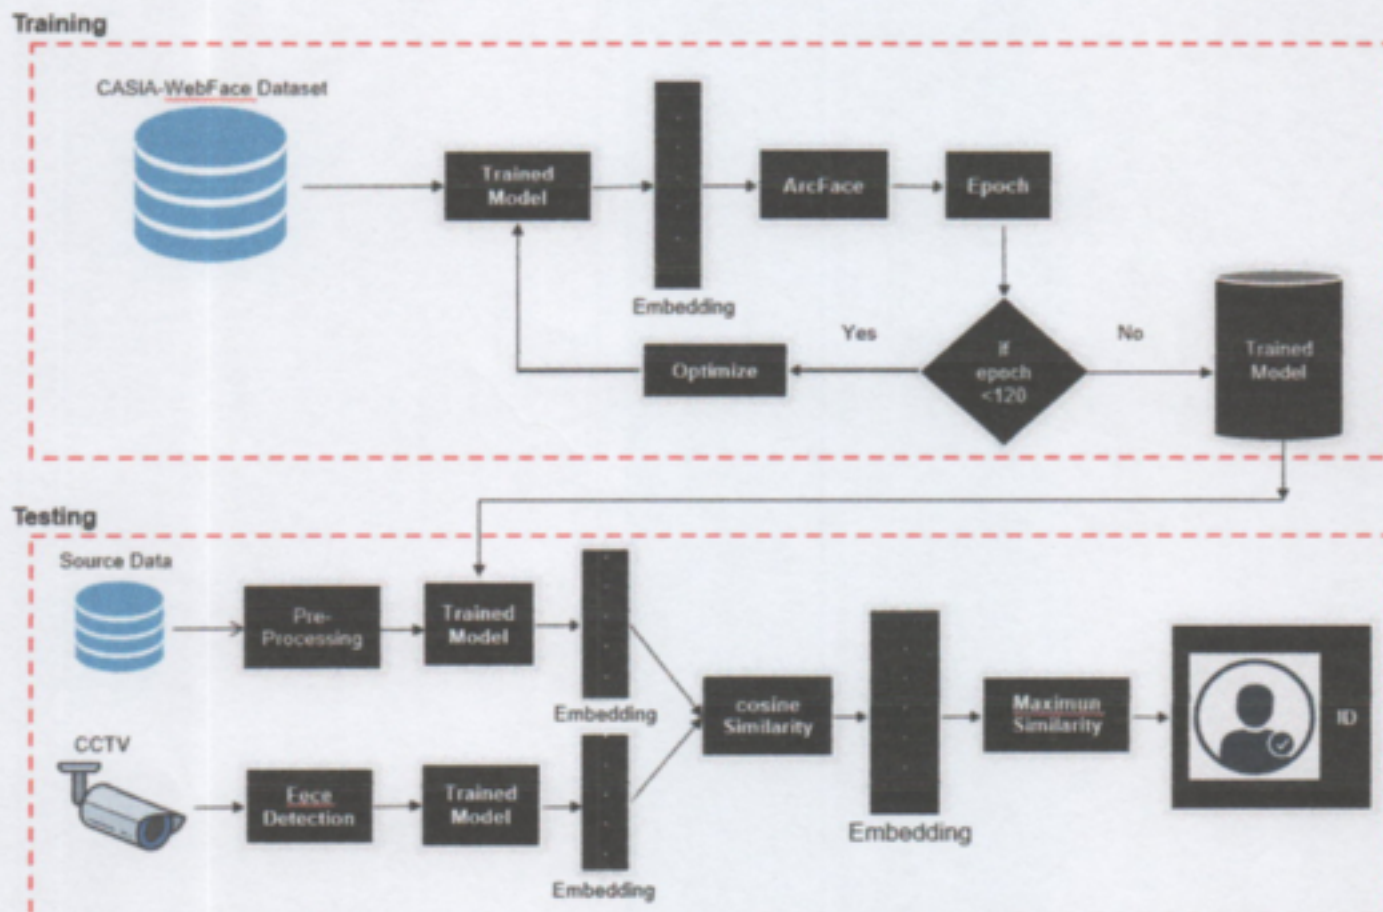 Training
CASIA-WebFace Dataset
Trained
Model
ArcFace
Epoch
Embedding
Yes
No
Optimize
If
epoch
<120
Trained
Model
Testing
Source Data
Pre-
Processing
Trained
Model
Embedding
cosine
Similarity
Maximun
Similarity
ID
CCTV
Fece
Detection
Trained
Model
Embedding
Embedding